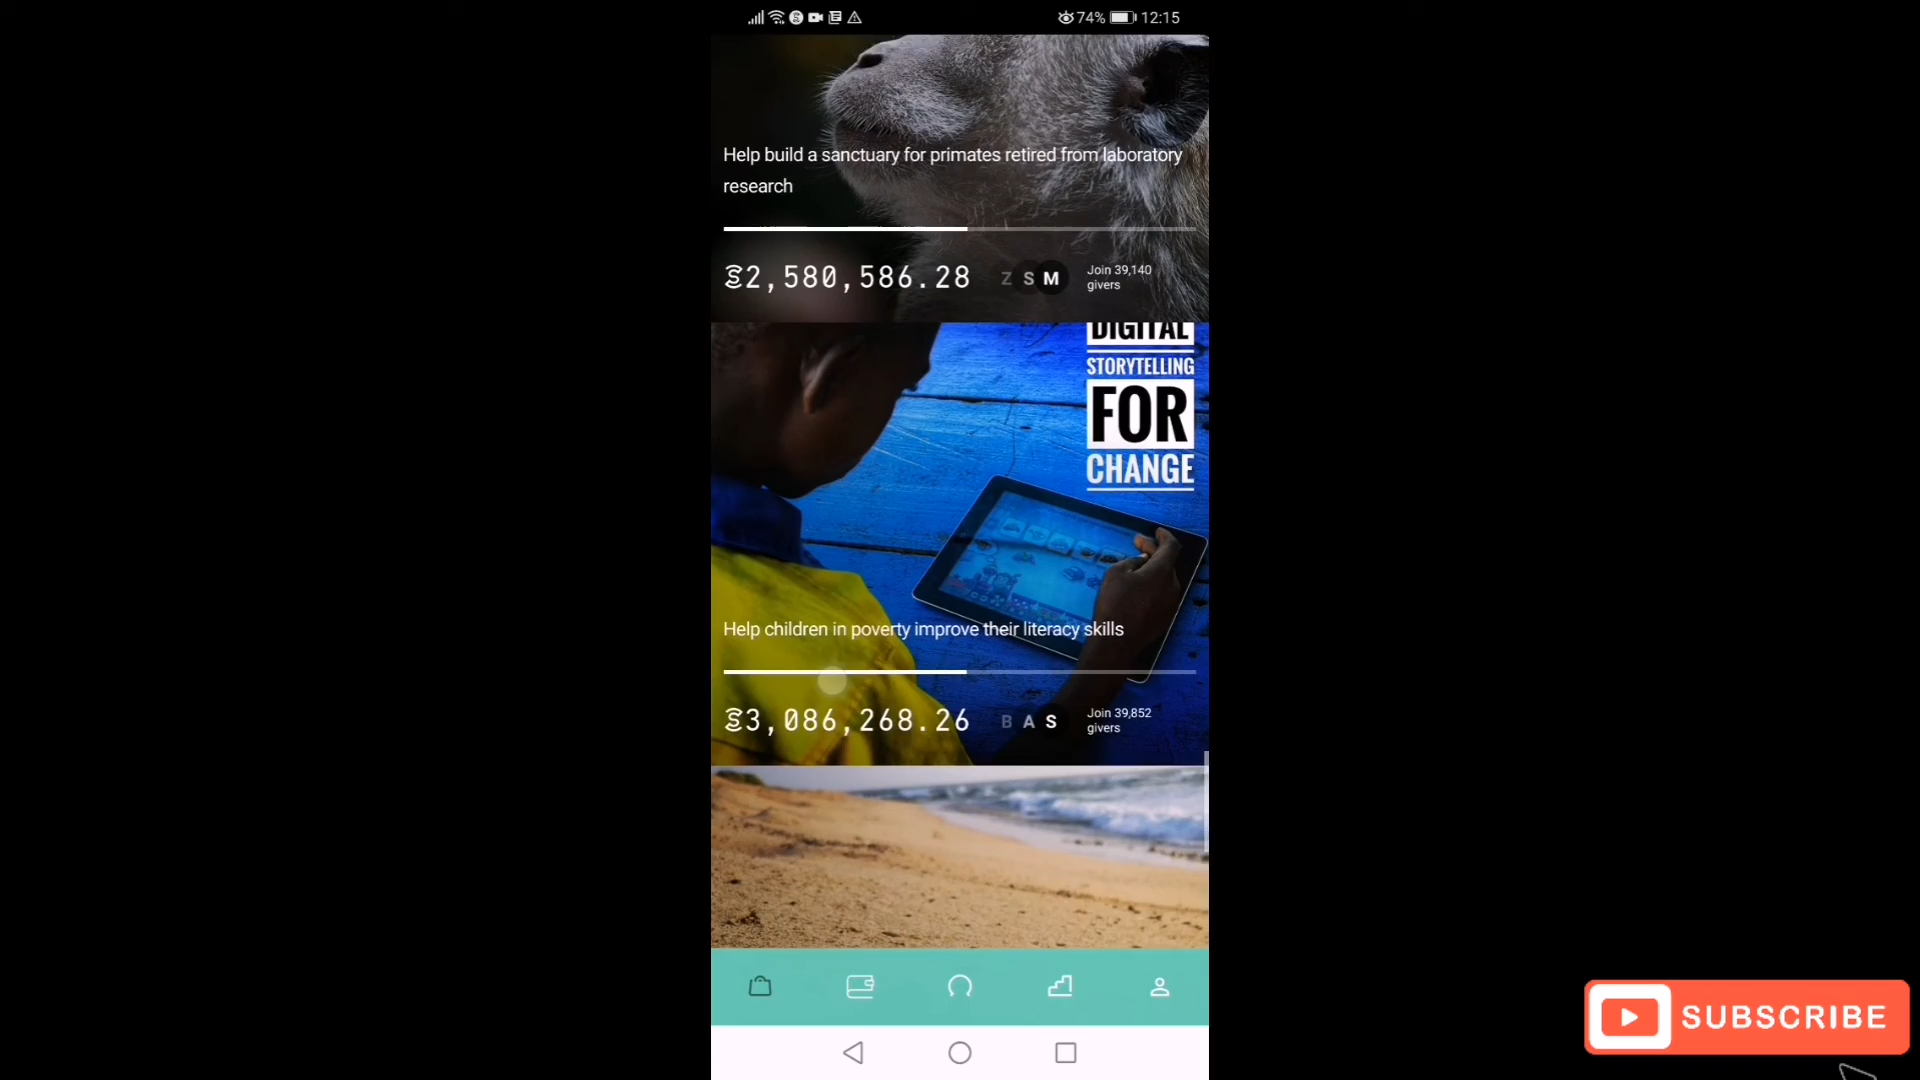 74% 12:15
Help build a sanctuary for primates retired from laboratory
research
2,580,586.28 Z S M Join 39,140
givers
DIGITAL
STORYTELLING
FOR
CHANGE
Help children in poverty improve their literacy skills
3,086,268.26 B A S Join 39,852
givers
SUBSCRIBE